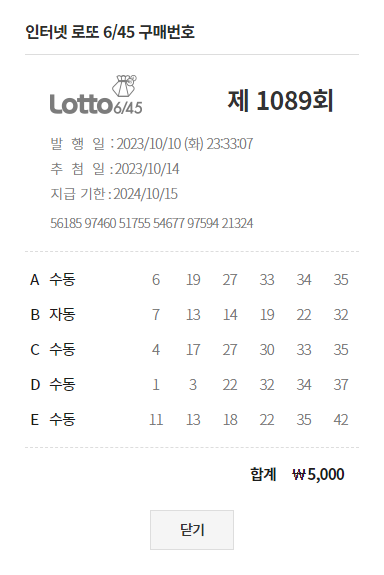 인터넷 로또 6/45 구매번호
Lotto6/45
제 1089회
발 행 일 : 2023/10/10 (화) 23:33:07
추 첨 일 : 2023/10/14
지급 기한 : 2024/10/15
56185 97460 51755 54677 97594 21324
A 수동 6 19 27 33 34 35
B 자동 7 13 14 19 22 32
C 수동 4 17 27 30 33 35
D 수동 1 3 22 32 34 37
E 수동 11 13 18 22 35 42
합계 ₩5,000
닫기